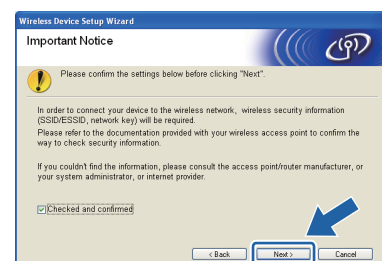 Wireless Device Setup Wizard
Important Notice
Please confirm the settings below before clicking "Next".
In order to connect your device to the wireless network, wireless security information
(SSID/ESSID, network key) will be required.
Please refer to the documentation provided with your wireless access point to confirm the
way to check security information.
If you couldn't find the information, please consult the access point/router manufacturer, or
your system administrator, or internet provider.
Checked and confirmed
< Back Next > Cancel